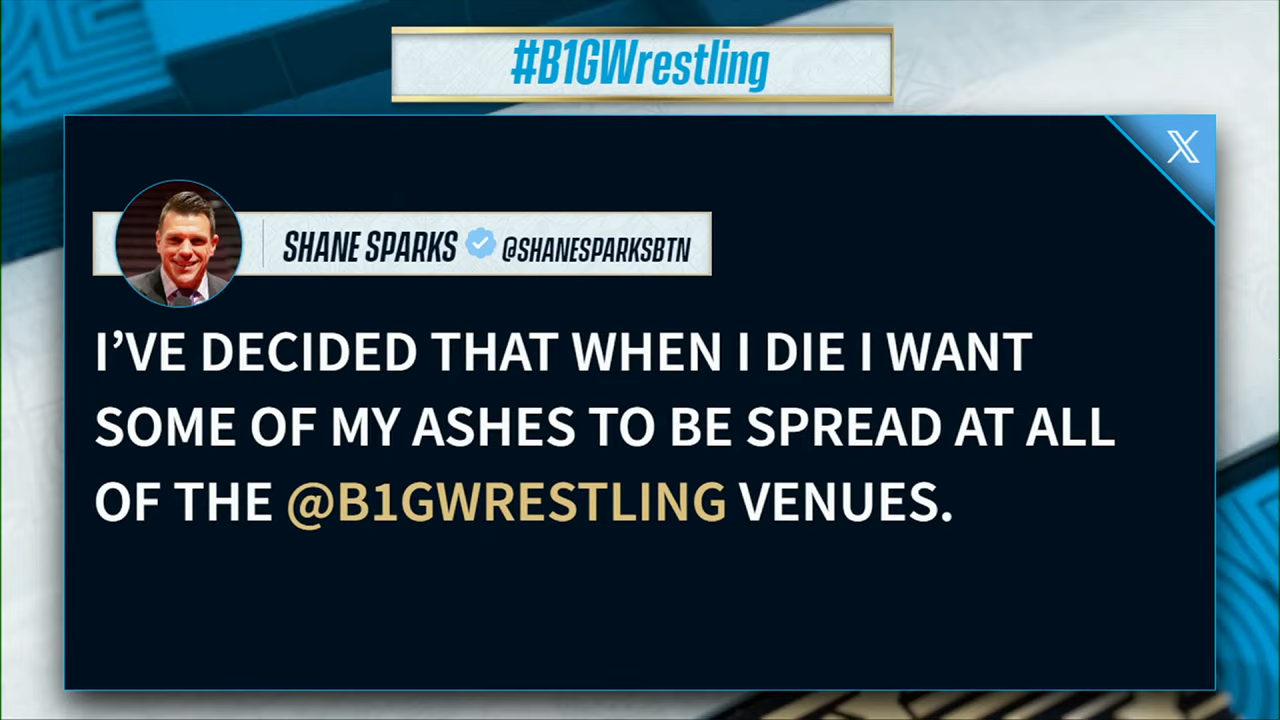 #B1GWrestling
X
SHANE SPARKS @SHANESPARKSBTN
I’VE DECIDED THAT WHEN I DIE I WANT
SOME OF MY ASHES TO BE SPREAD AT ALL
OF THE @B1GWRESTLING VENUES.